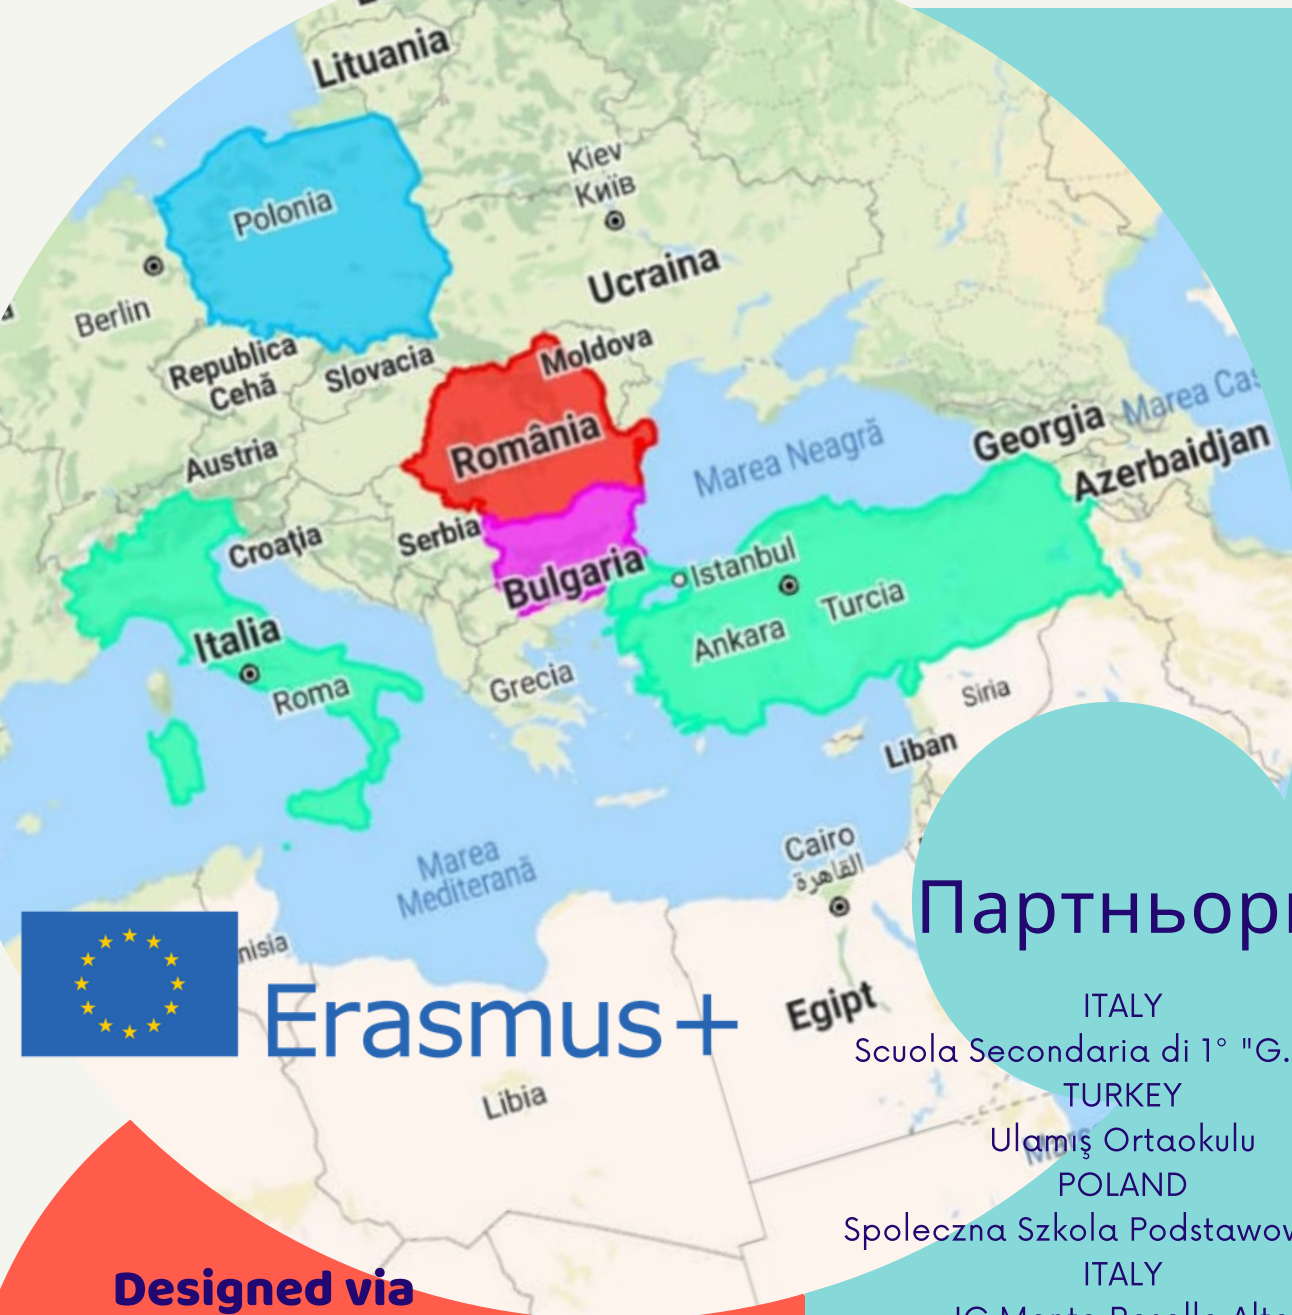 Lituania
Polonia
Kiev
Київ
Ucraina
Berlin
Republica
Cehă
Slovacia
Moldova
Austria
România
Marea Neagră
Georgia
Marea Cas
Azerbaidjan
Croaţia
Serbia
Bulgaria
Istanbul
Ankara
Turcia
Italia
Roma
Grecia
Siria
Liban
Marea
Mediterană
Cairo
القاهرة
nisia
Erasmus+
Egipt
Libia
Партньор
ITALY
Scuola Secondaria di 1° "G.
TURKEY
Ulamış Ortaokulu
POLAND
Spoleczna Szkola Podstawow
ITALY
Designed via